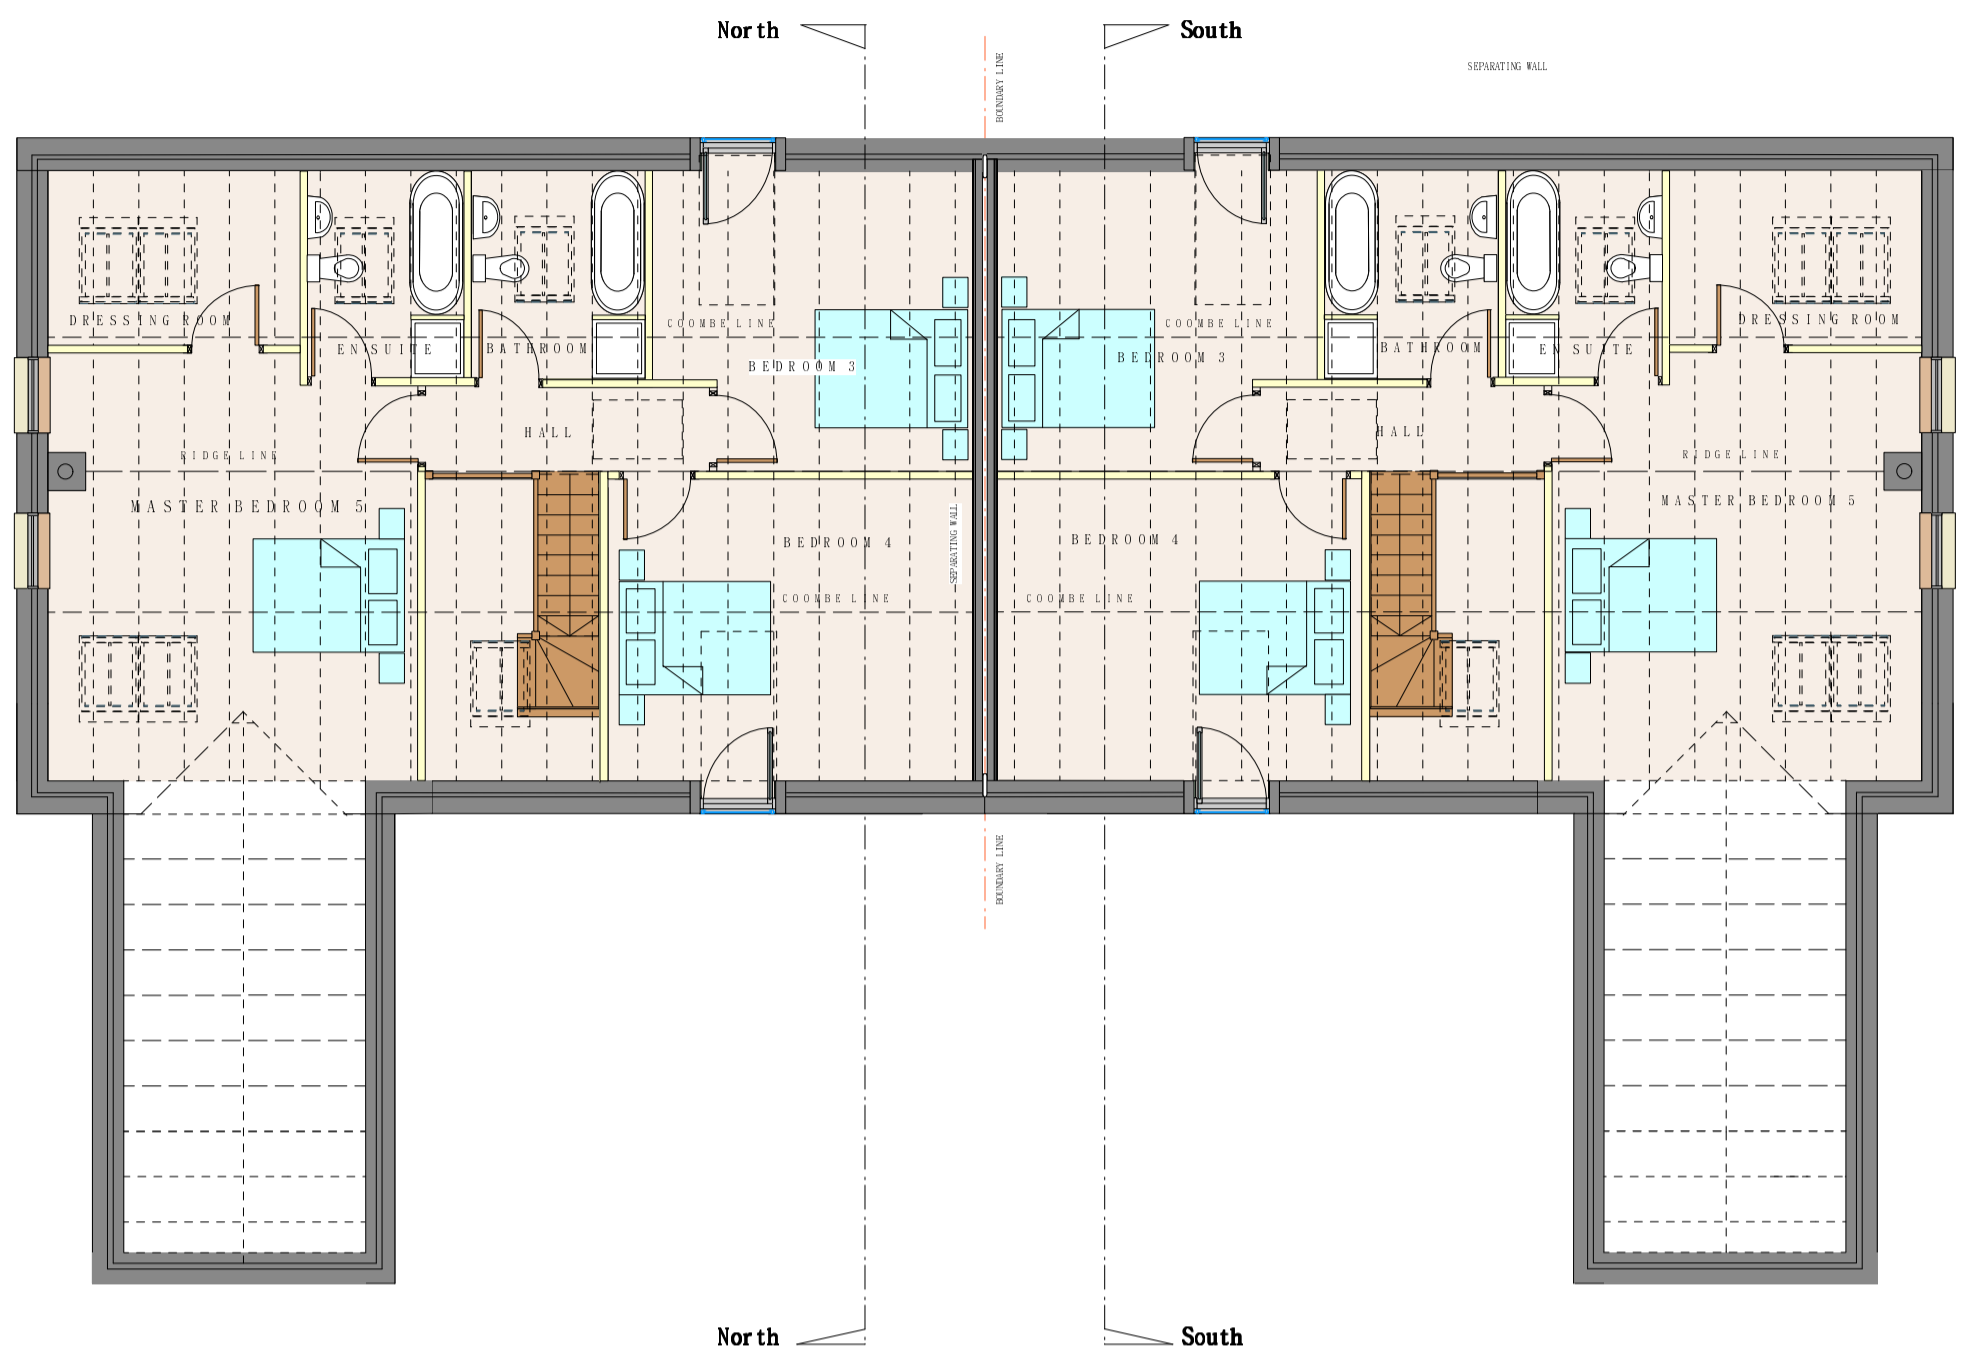 North
South
BOUNDARY LINE
SEPARATING WALL
DRESSING ROOM
EN SUITE
BATHROOM
COOMBE LINE
BEDROOM 3
COOMBE LINE
BEDROOM 3
BATHROOM
EN SUITE
DRESSING ROOM
HALL
HALL
RIDGE LINE
RIDGE LINE
MASTER BEDROOM 5
MASTER BEDROOM 5
BEDROOM 4
SEPARATING WALL
BEDROOM 4
COOMBE LINE
COOMBE LINE
BOUNDARY LINE
North
South